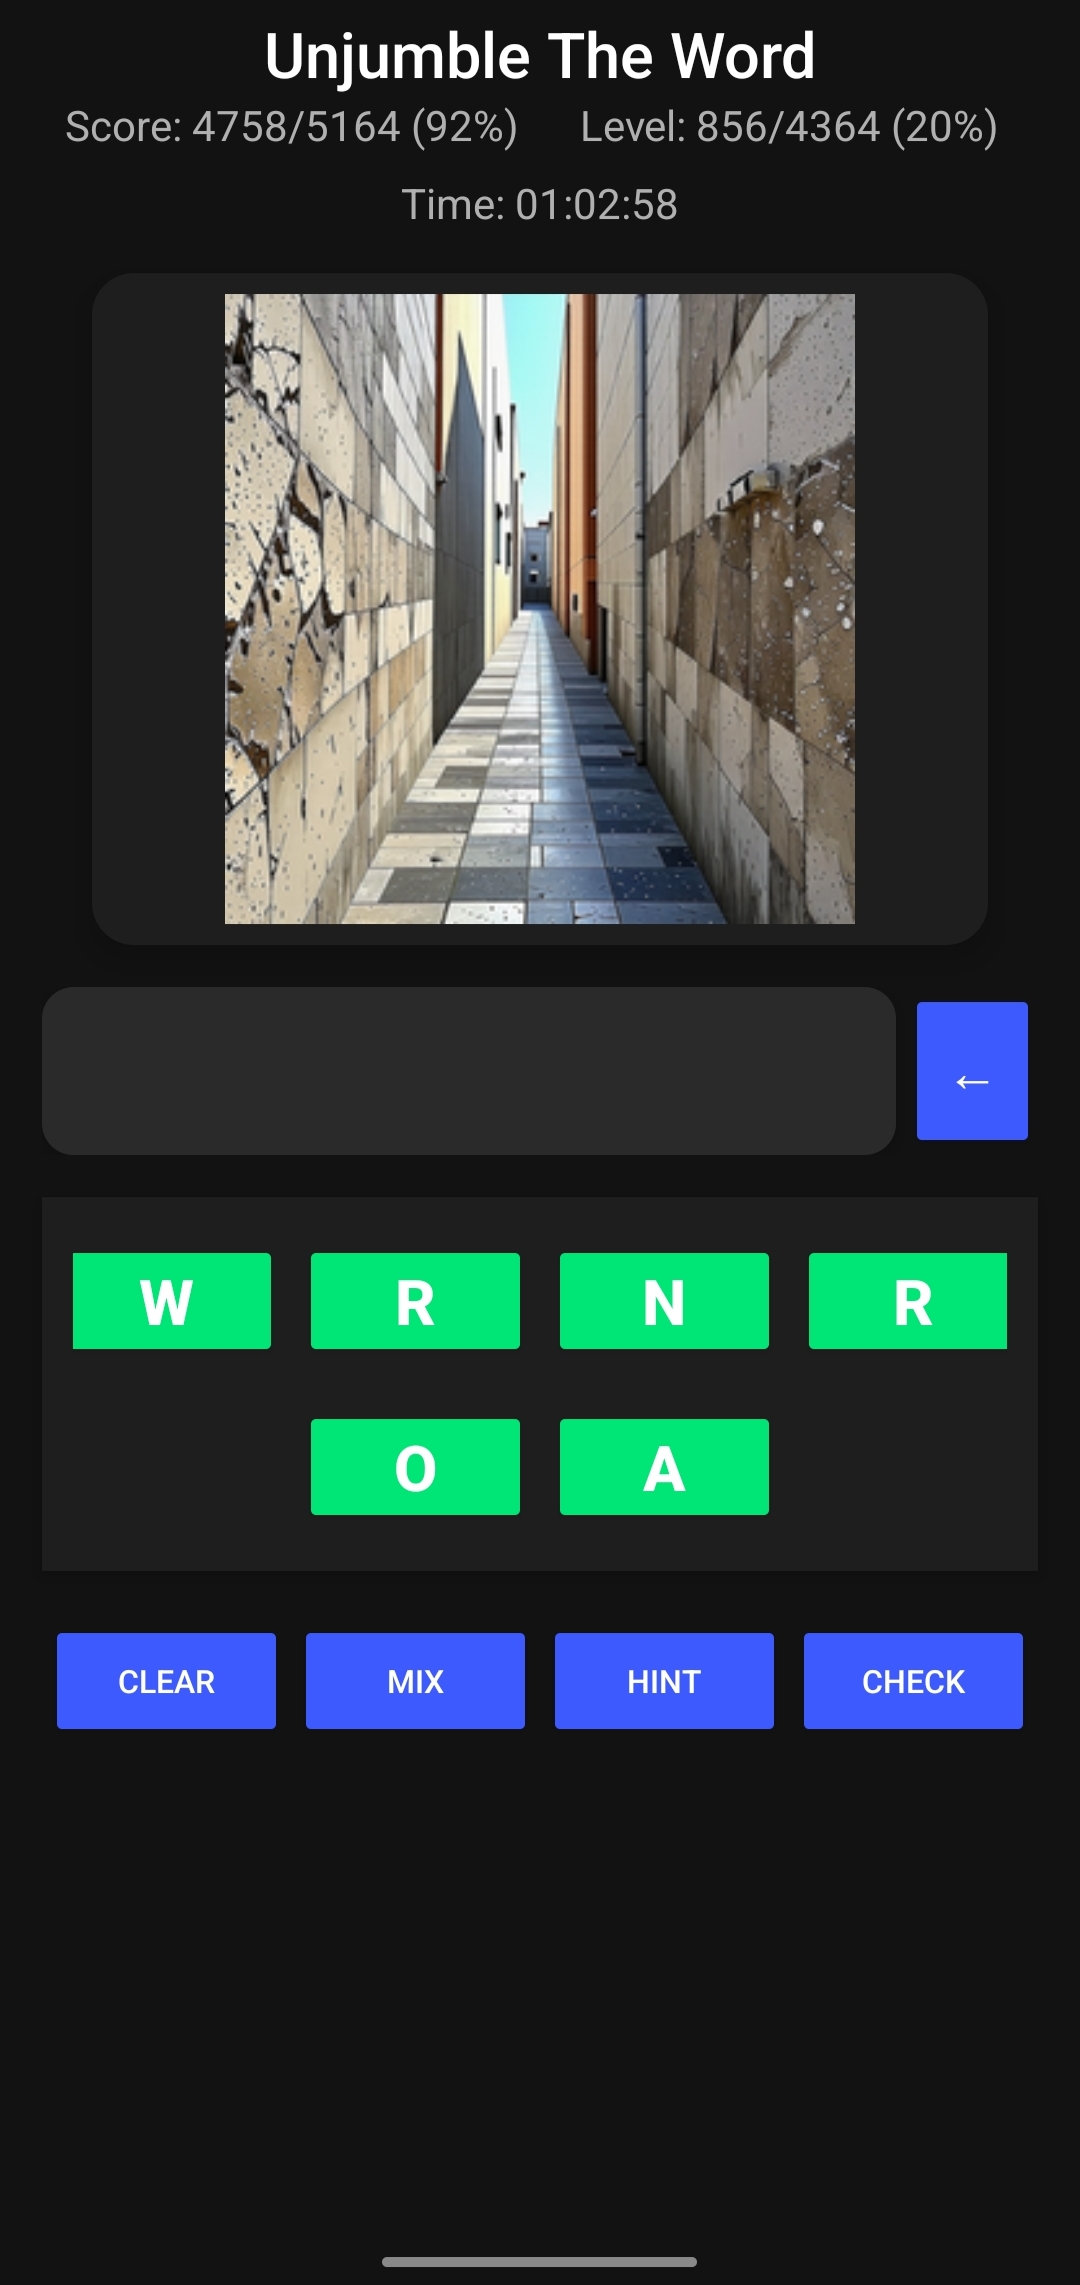 Unjumble The Word
Score: 4758/5164 (92%) Level: 856/4364 (20%)
Time: 01:02:58
←
W R N R
O A
CLEAR MIX HINT CHECK